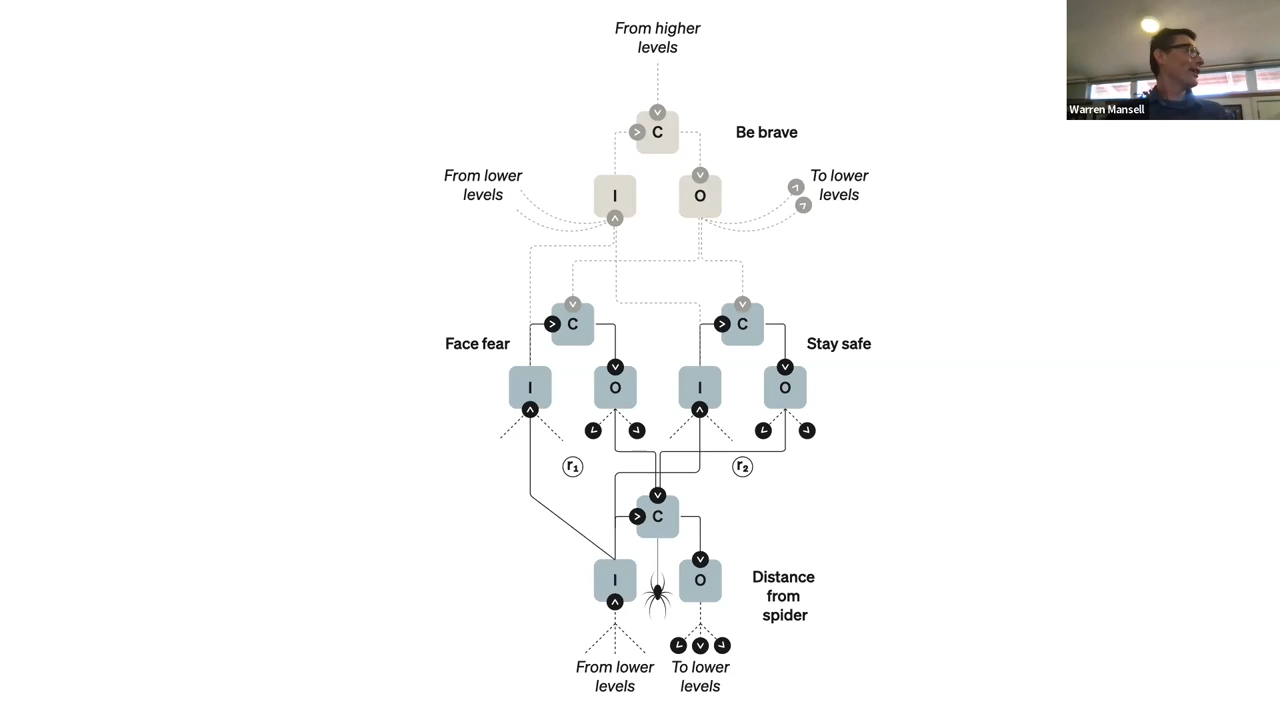 From higher
levels
Warren Mansell
C
Be brave
From lower
levels
I
O
To lower
levels
C
C
Face fear
Stay safe
I
O
I
O
r₁
r₂
C
I
O
Distance
from
spider
From lower
levels
To lower
levels